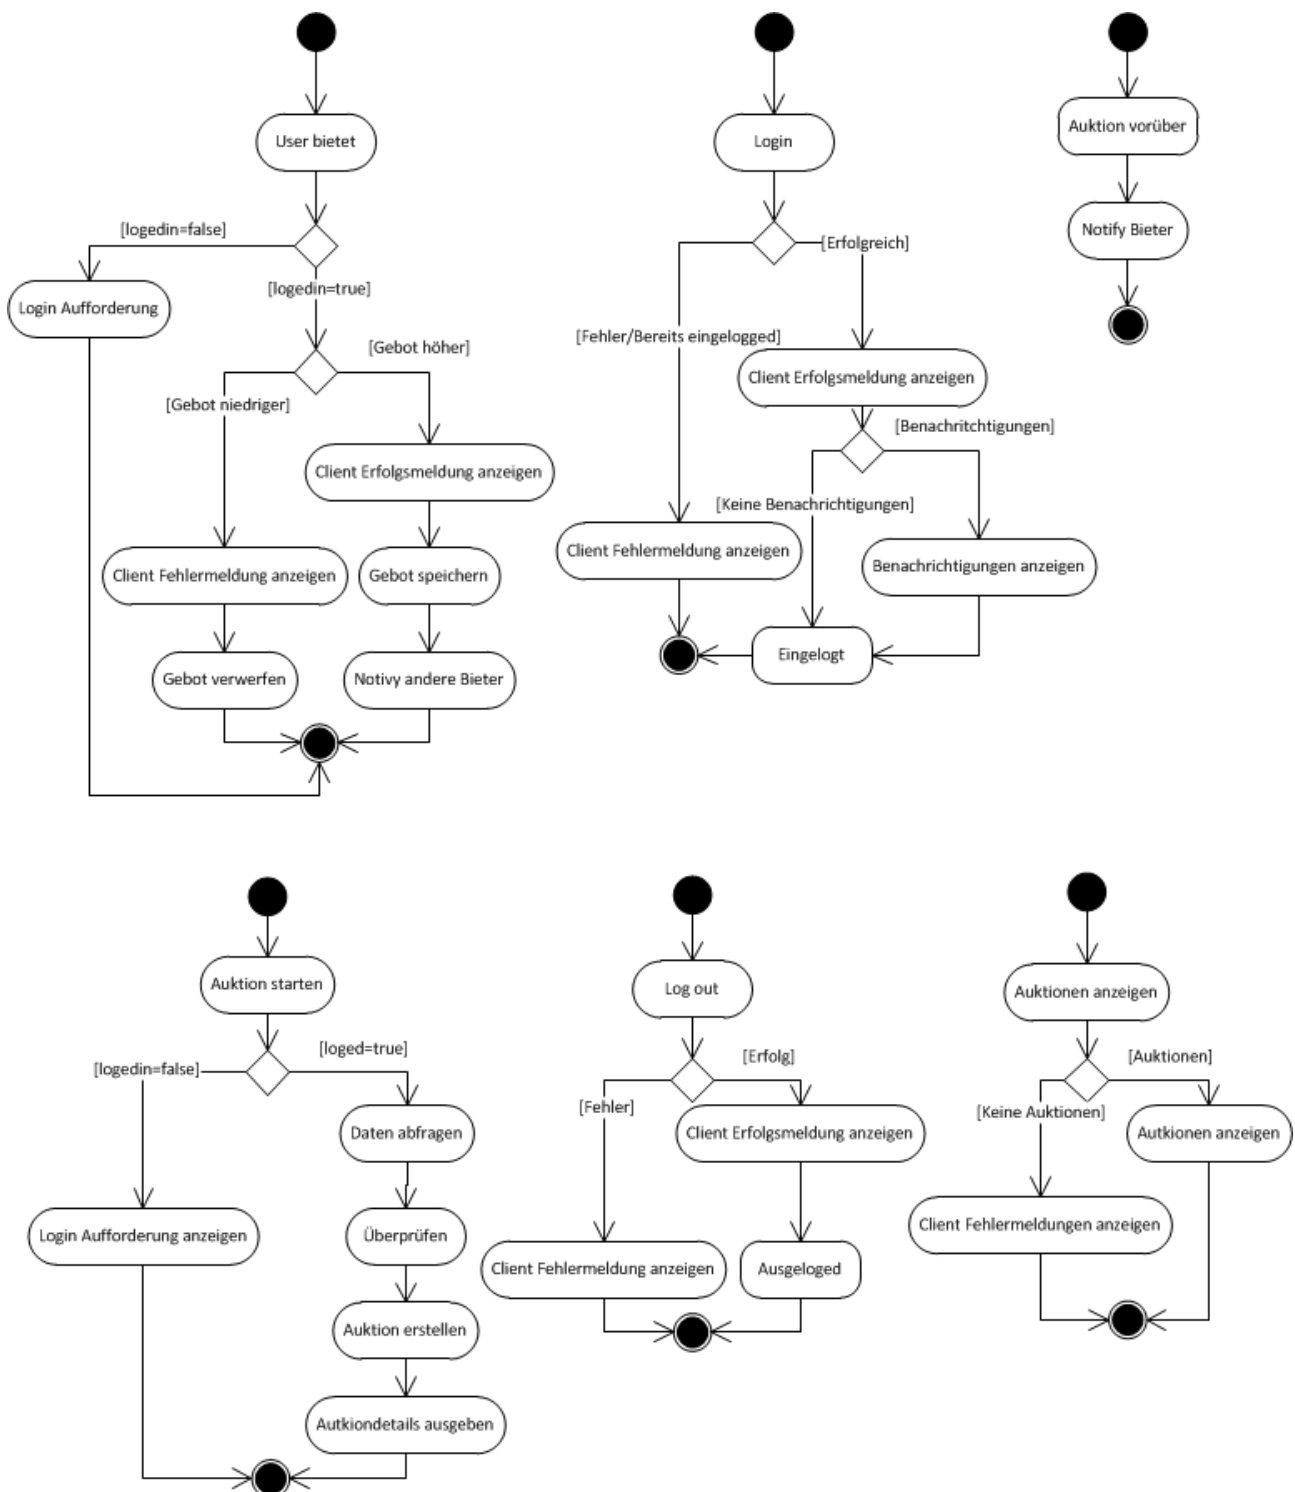 User bietet
[logedin=false]
[logedin=true]
Login Aufforderung
[Gebot höher]
[Gebot niedriger]
Client Erfolgsmeldung anzeigen
Client Fehlermeldung anzeigen
Gebot speichern
Gebot verwerfen
Notivy andere Bieter
Login
[Erfolgreich]
[Fehler/Bereits eingelogged]
Client Erfolgsmeldung anzeigen
[Benachritchtigungen]
[Keine Benachrichtigungen]
Client Fehlermeldung anzeigen
Benachrichtigungen anzeigen
Eingelogt
Auktion vorüber
Notify Bieter
Auktion starten
[loged=true]
[logedin=false]
Daten abfragen
Login Aufforderung anzeigen
Überprüfen
Auktion erstellen
Autkiondetails ausgeben
Log out
[Erfolg]
[Fehler]
Client Erfolgsmeldung anzeigen
Client Fehlermeldung anzeigen
Ausgeloged
Auktionen anzeigen
[Auktionen]
[Keine Auktionen]
Autkionen anzeigen
Client Fehlermeldungen anzeigen